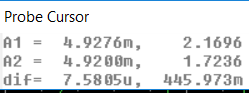 Probe Cursor
A1 = 4.9276m, 2.1696
A2 = 4.9200m, 1.7236
dif= 7.5805u, 445.973m